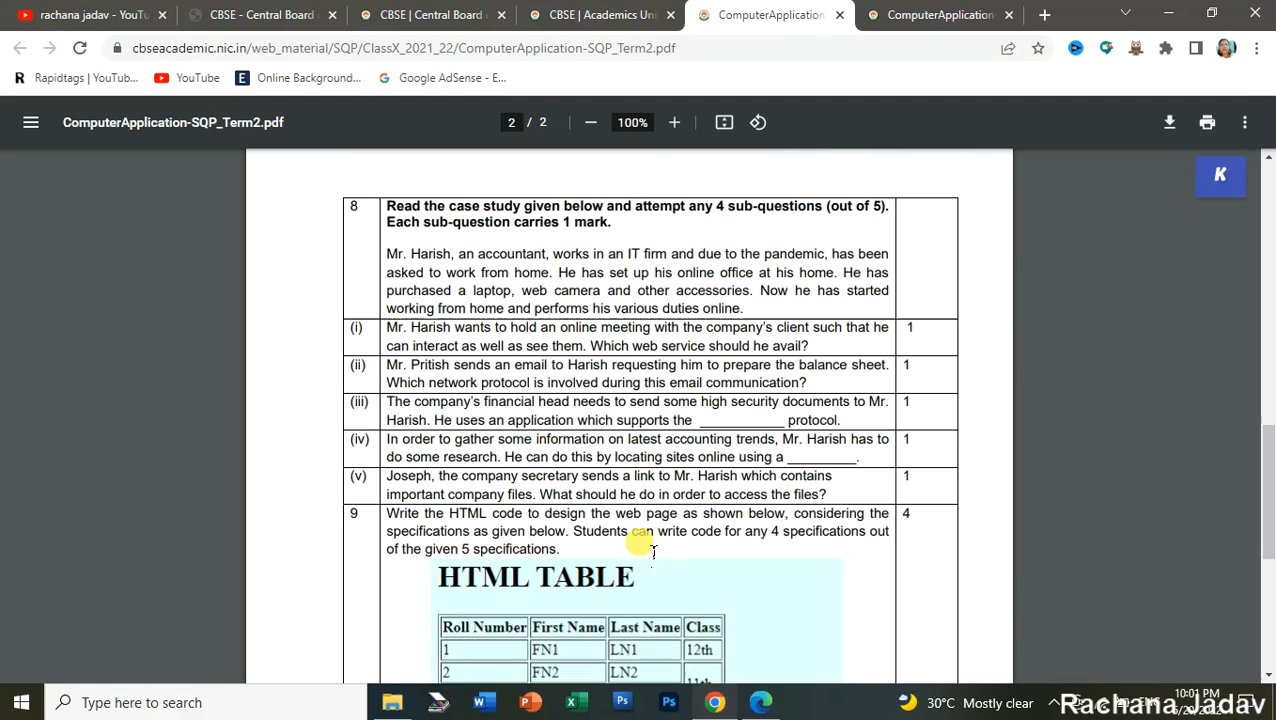 rachana jadav - YouTu
CBSE - Central Board
CBSE | Central Board
CBSE | Academics Uni
ComputerApplication
ComputerApplication
cbseacademic.nic.in/web_material/SQP/ClassX_2021_22/ComputerApplication-SQP_Term2.pdf
R Rapidtags | YouTub...
YouTube
E Online Background...
G Google AdSense - E...
ComputerApplication-SQP_Term2.pdf
2 / 2
100%
K
8 Read the case study given below and attempt any 4 sub-questions (out of 5).
Each sub-question carries 1 mark.
Mr. Harish, an accountant, works in an IT firm and due to the pandemic, has been
asked to work from home. He has set up his online office at his home. He has
purchased a laptop, web camera and other accessories. Now he has started
working from home and performs his various duties online.
(i) Mr. Harish wants to hold an online meeting with the company's client such that he 1
can interact as well as see them. Which web service should he avail?
(ii) Mr. Pritish sends an email to Harish requesting him to prepare the balance sheet. 1
Which network protocol is involved during this email communication?
(iii) The company's financial head needs to send some high security documents to Mr. 1
Harish. He uses an application which supports the ___________ protocol.
(iv) In order to gather some information on latest accounting trends, Mr. Harish has to 1
do some research. He can do this by locating sites online using a _________.
(v) Joseph, the company secretary sends a link to Mr. Harish which contains 1
important company files. What should he do in order to access the files?
9 Write the HTML code to design the web page as shown below, considering the 4
specifications as given below. Students can write code for any 4 specifications out
of the given 5 specifications.
HTML TABLE
Roll Number First Name Last Name Class
1 FN1 LN1 12th
2 FN2 LN2
11th
Type here to search
30°C Mostly clear
10:01 PM
Rachna Jadav